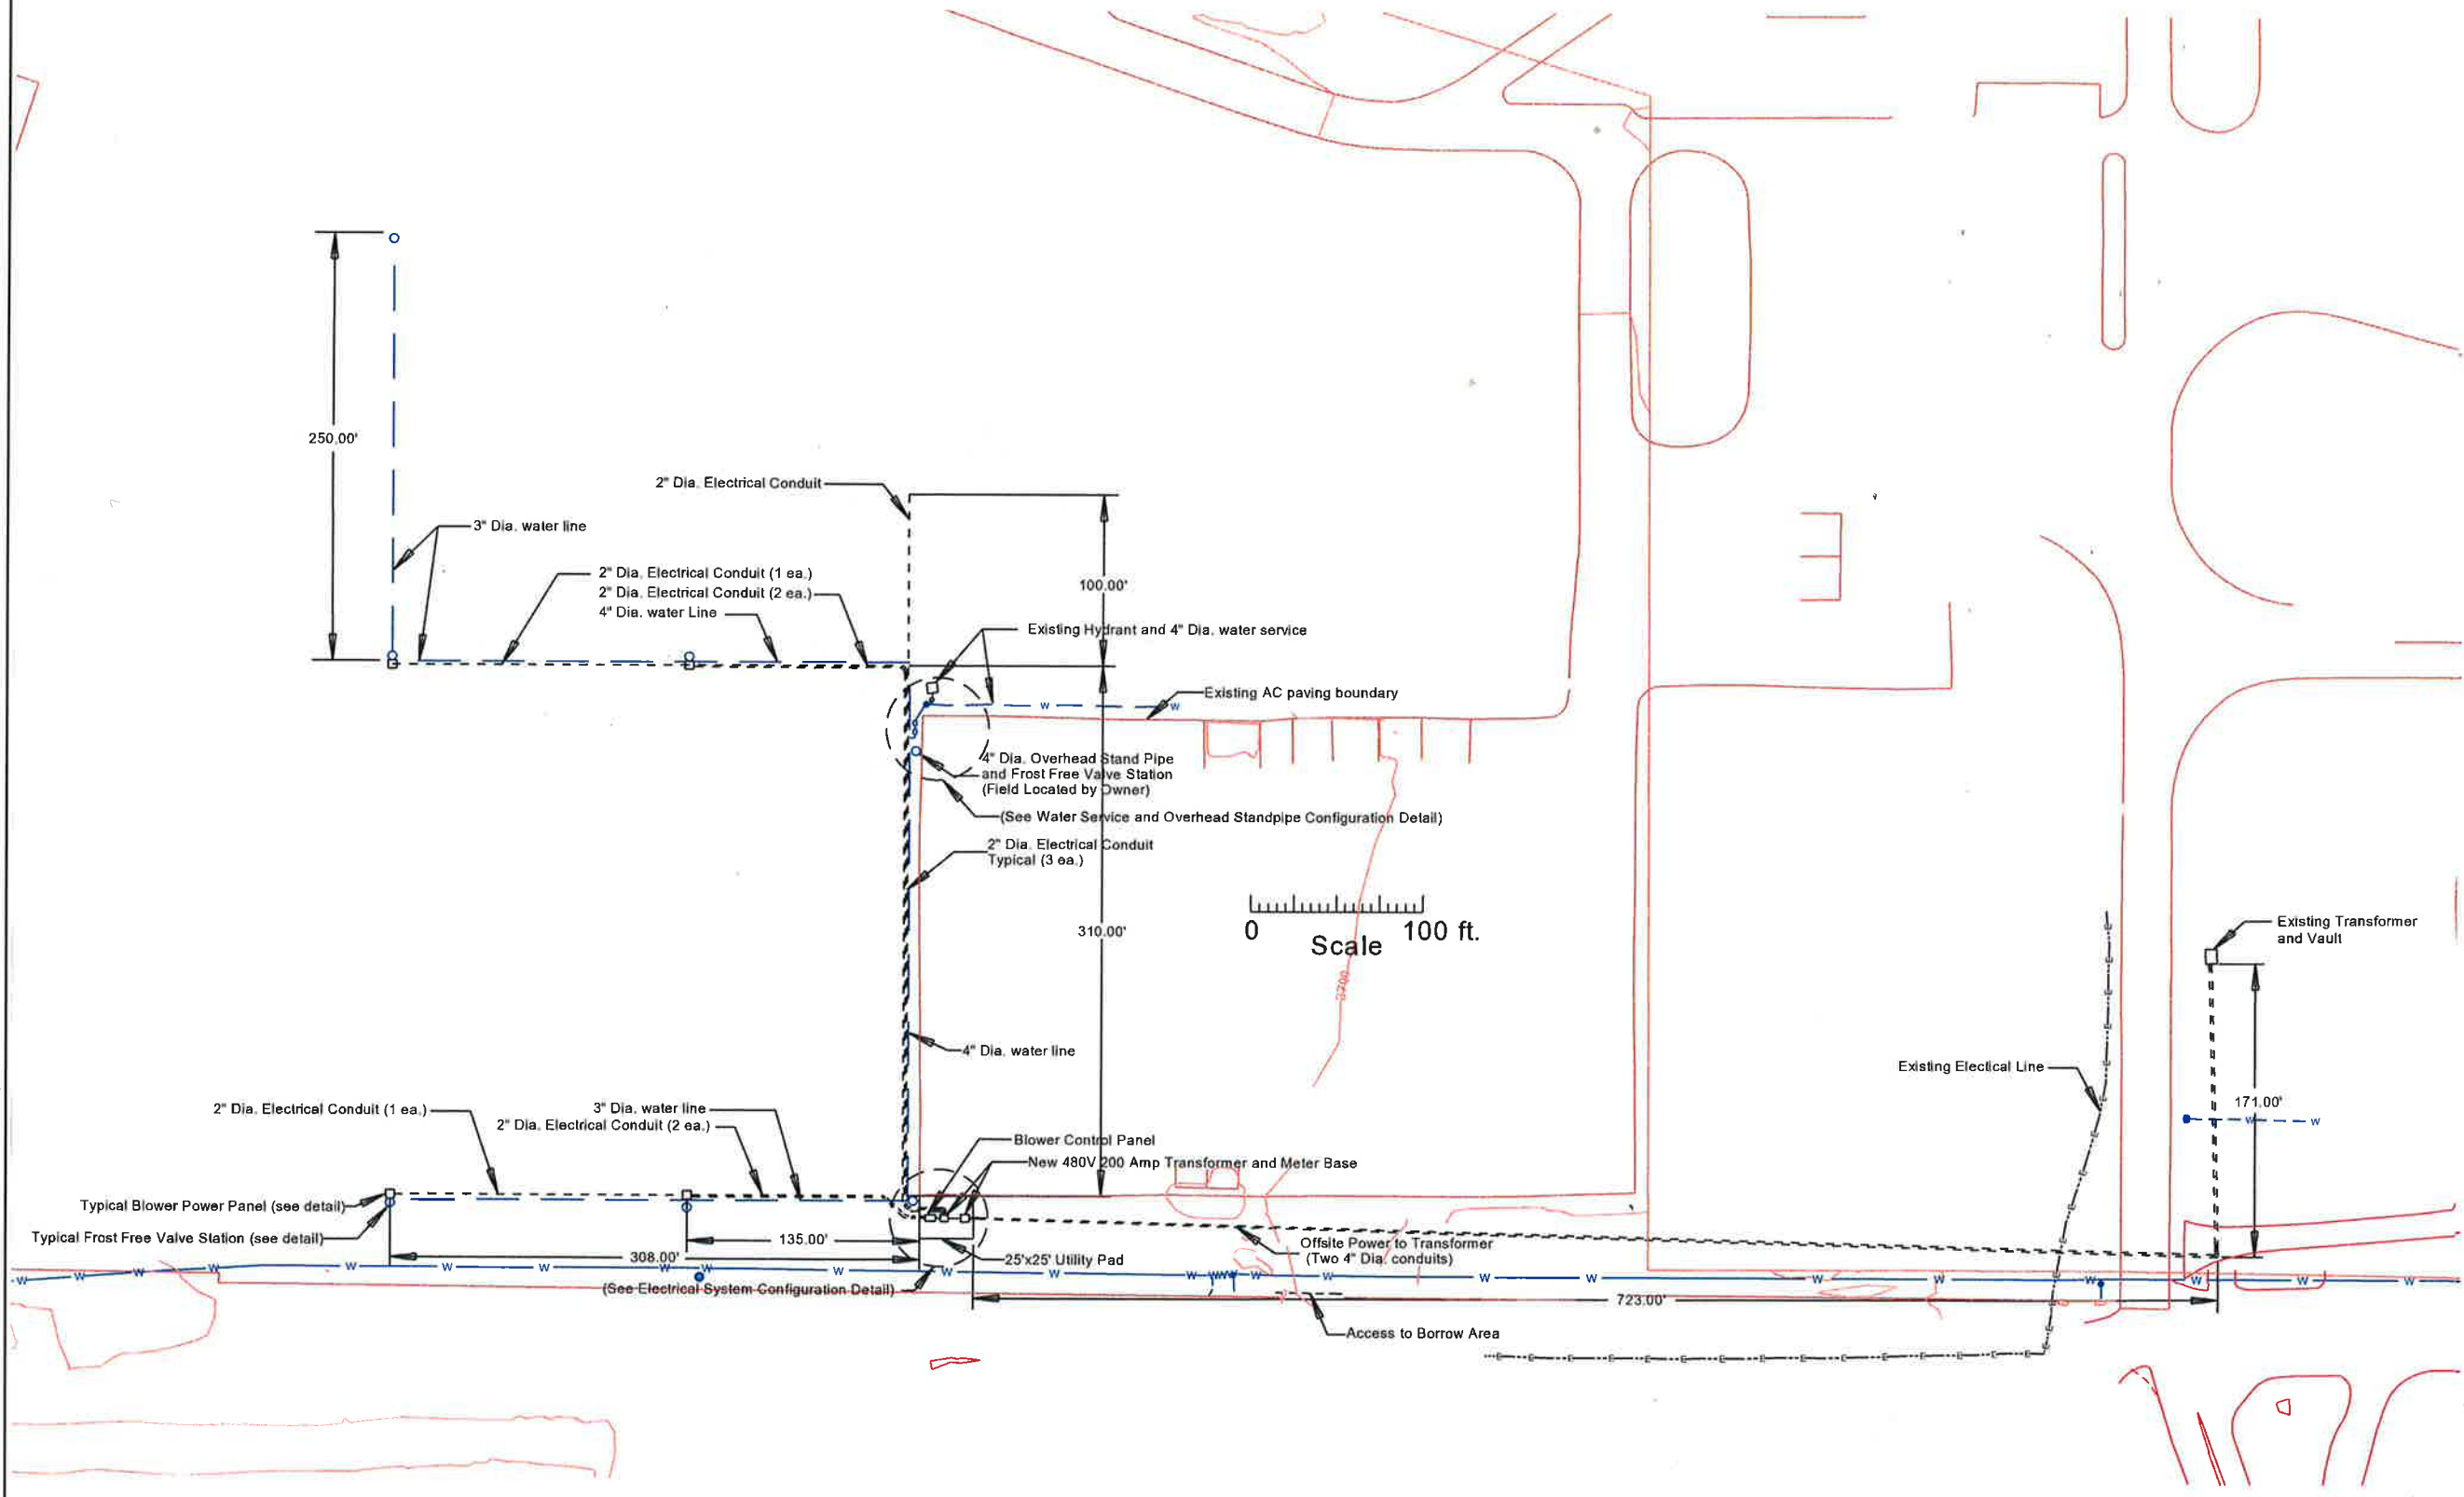 250.00'
2" Dia. Electrical Conduit
3" Dia. water line
2" Dia. Electrical Conduit (1 ea.)
2" Dia. Electrical Conduit (2 ea.)
4" Dia. water Line
100.00'
Existing Hydrant and 4" Dia. water service
Existing AC paving boundary
W
W
4" Dia. Overhead Stand Pipe
and Frost Free Valve Station
(Field Located by Owner)
(See Water Service and Overhead Standpipe Configuration Detail)
2" Dia. Electrical Conduit
Typical (3 ea.)
310.00'
0
100 ft.
Scale
3700
Existing Transformer
and Vault
4" Dia. water line
Existing Electical Line
171.00'
W
W
2" Dia. Electrical Conduit (1 ea.)
3" Dia. water line
2" Dia. Electrical Conduit (2 ea.)
Blower Control Panel
New 480V 200 Amp Transformer and Meter Base
Typical Blower Power Panel (see detail)
Typical Frost Free Valve Station (see detail)
135.00'
308.00'
25'x25' Utility Pad
Offsite Power to Transformer
(Two 4" Dia. conduits)
(See Electrical System Configuration Detail)
723.00'
Access to Borrow Area